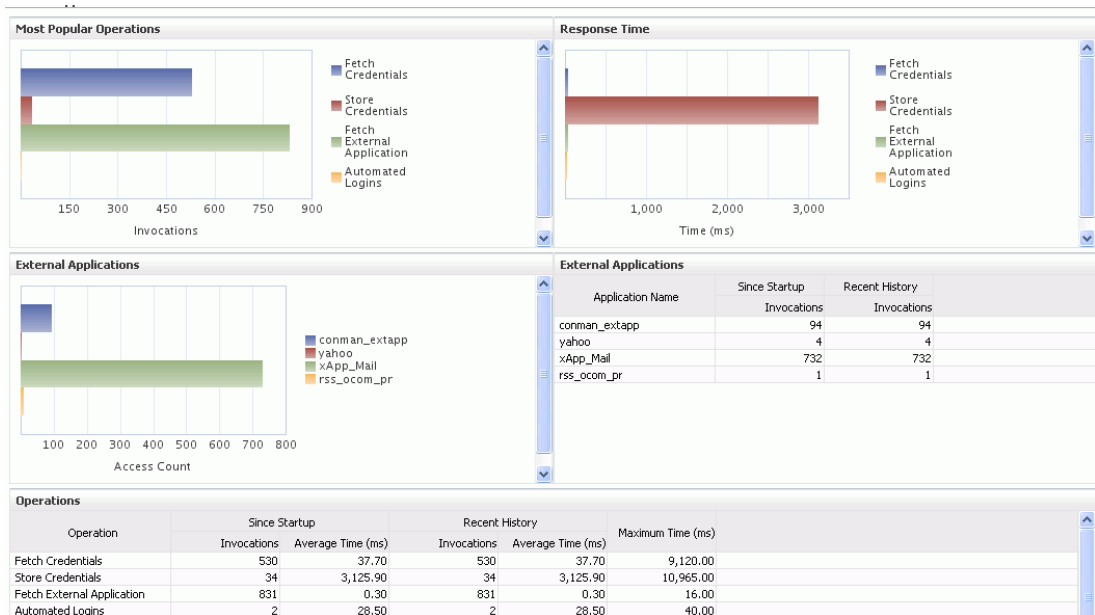 Most Popular Operations
Fetch
Credentials
Store
Credentials
Fetch
External
Application
Automated
Logins
150 300 450 600 750 900
Invocations
Response Time
Fetch
Credentials
Store
Credentials
Fetch
External
Application
Automated
Logins
1,000 2,000 3,000
Time (ms)
External Applications
conman_extapp
yahoo
xApp_Mail
rss_ocom_pr
100 200 300 400 500 600 700 800
Access Count
External Applications
Application Name Since Startup Recent History
Invocations Invocations
conman_extapp 94 94
yahoo 4 4
xApp_Mail 732 732
rss_ocom_pr 1 1
Operations
Operation Since Startup Recent History Maximum Time (ms)
Invocations Average Time (ms) Invocations Average Time (ms)
Fetch Credentials 530 37.70 530 37.70 9,120.00
Store Credentials 34 3,125.90 34 3,125.90 10,965.00
Fetch External Application 831 0.30 831 0.30 16.00
Automated Logins 2 28.50 2 28.50 40.00